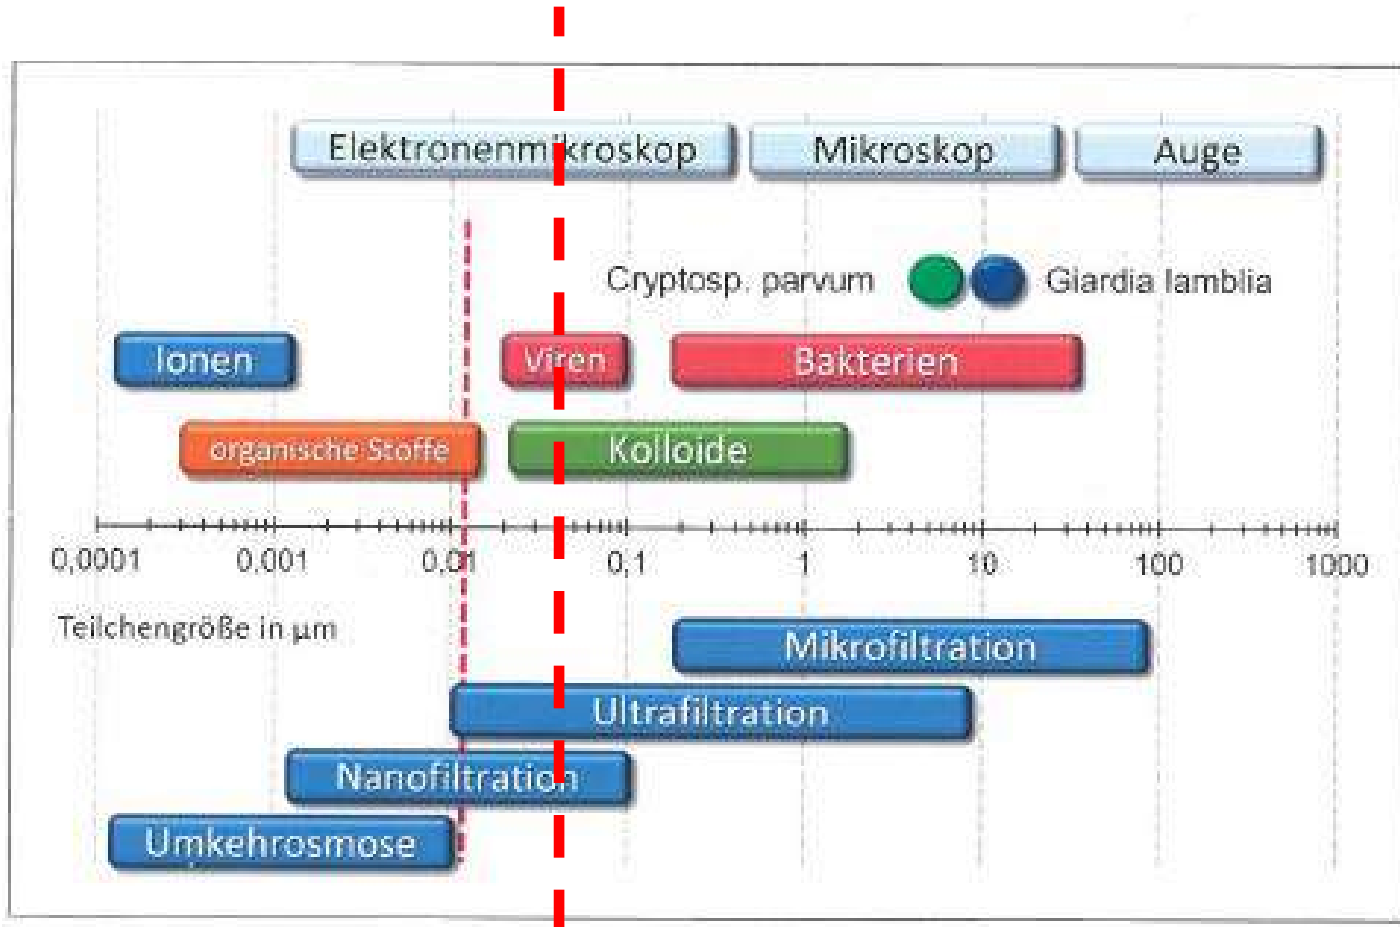 Elektronenmikroskop Mikroskop Auge
Cryptosp. parvum Giardia lamblia
Ionen Viren Bakterien
organische Stoffe Kolloide
0,0001 0,001 0,01 0,1 1 10 100 1000
Teilchengröße in µm
Mikrofiltration
Ultrafiltration
Nanofiltration
Umkehrosmose